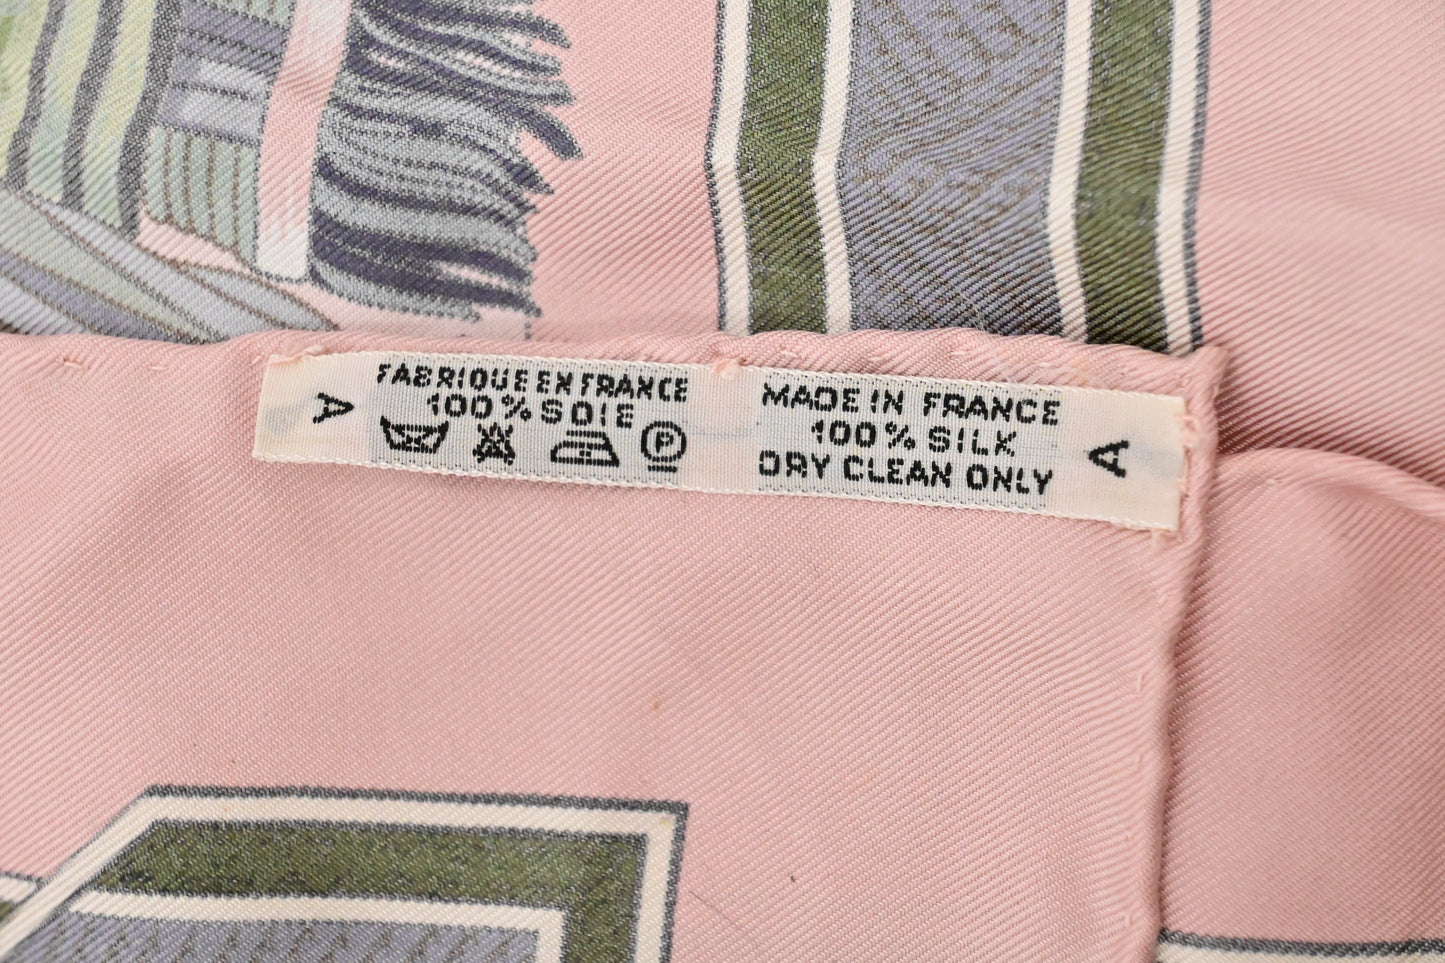 A
FABRIQUE EN FRANCE
100% SOIE
P
MADE IN FRANCE
100% SILK
DRY CLEAN ONLY
A